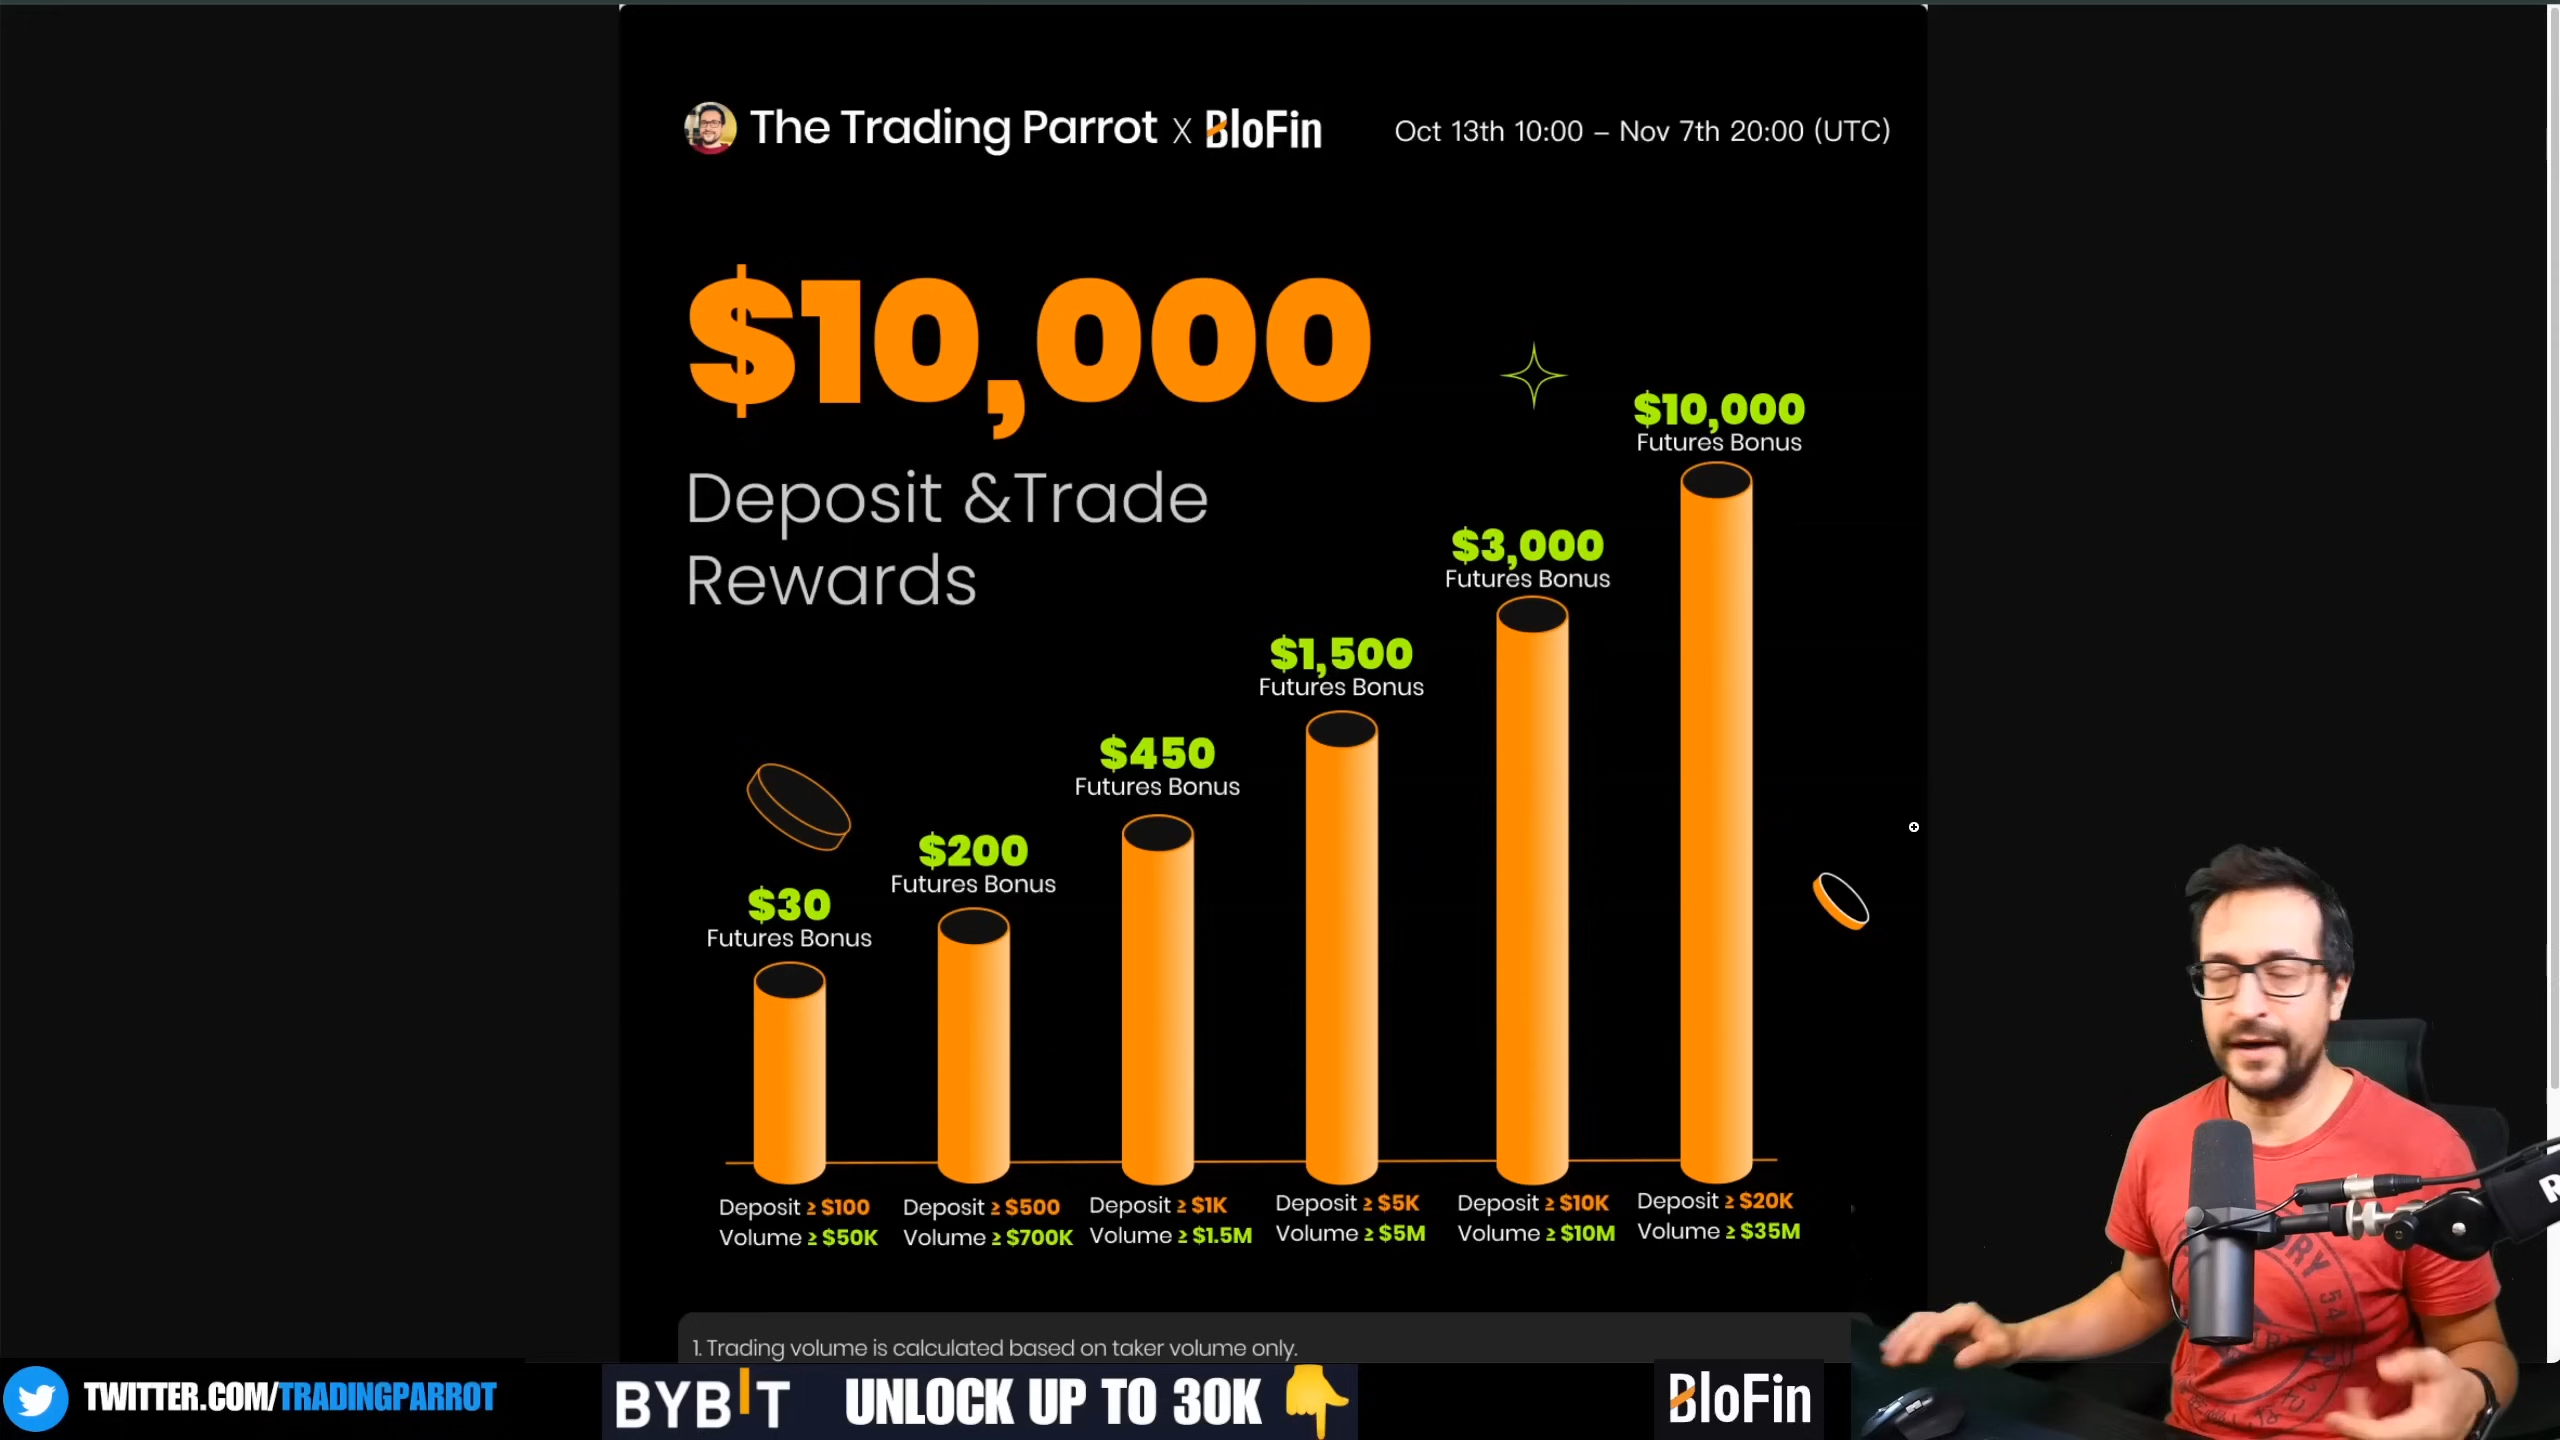 The Trading Parrot X BloFin
Oct 13th 10:00 – Nov 7th 20:00 (UTC)
$10,000
Deposit &Trade
Rewards
$10,000
Futures Bonus
$3,000
Futures Bonus
$1,500
Futures Bonus
$450
Futures Bonus
$200
Futures Bonus
$30
Futures Bonus
Deposit ≥ $100
Volume ≥ $50K
Deposit ≥ $500
Volume ≥ $700K
Deposit ≥ $1K
Volume ≥ $1.5M
Deposit ≥ $5K
Volume ≥ $5M
Deposit ≥ $10K
Volume ≥ $10M
Deposit ≥ $20K
Volume ≥ $35M
1. Trading volume is calculated based on taker volume only.
TWITTER.COM/TRADINGPARROT
BYBIT
UNLOCK UP TO 30K
BloFin